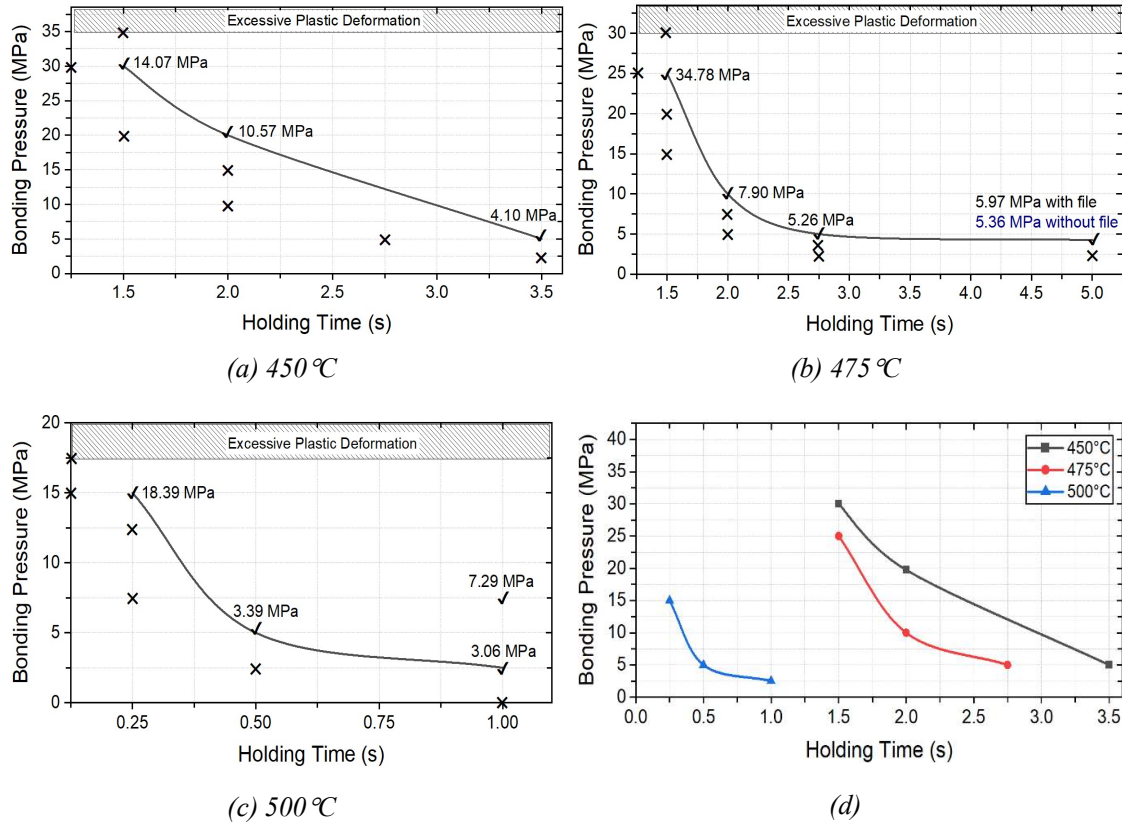 Excessive Plastic Deformation
Bonding Pressure (MPa)
35
30
25
20
15
10
5
0
14.07 MPa
10.57 MPa
4.10 MPa
1.5 2.0 2.5 3.0 3.5
Holding Time (s)
(a) 450°C
Excessive Plastic Deformation
Bonding Pressure (MPa)
30
25
20
15
10
5
0
34.78 MPa
7.90 MPa
5.26 MPa
5.97 MPa with file
5.36 MPa without file
1.5 2.0 2.5 3.0 3.5 4.0 4.5 5.0
Holding Time (s)
(b) 475°C
Excessive Plastic Deformation
Bonding Pressure (MPa)
20
15
10
5
0
18.39 MPa
3.39 MPa
7.29 MPa
3.06 MPa
0.25 0.50 0.75 1.00
Holding Time (s)
(c) 500°C
Bonding Pressure (MPa)
40
35
30
25
20
15
10
5
0
450°C
475°C
500°C
0.0 0.5 1.0 1.5 2.0 2.5 3.0 3.5
Holding Time (s)
(d)